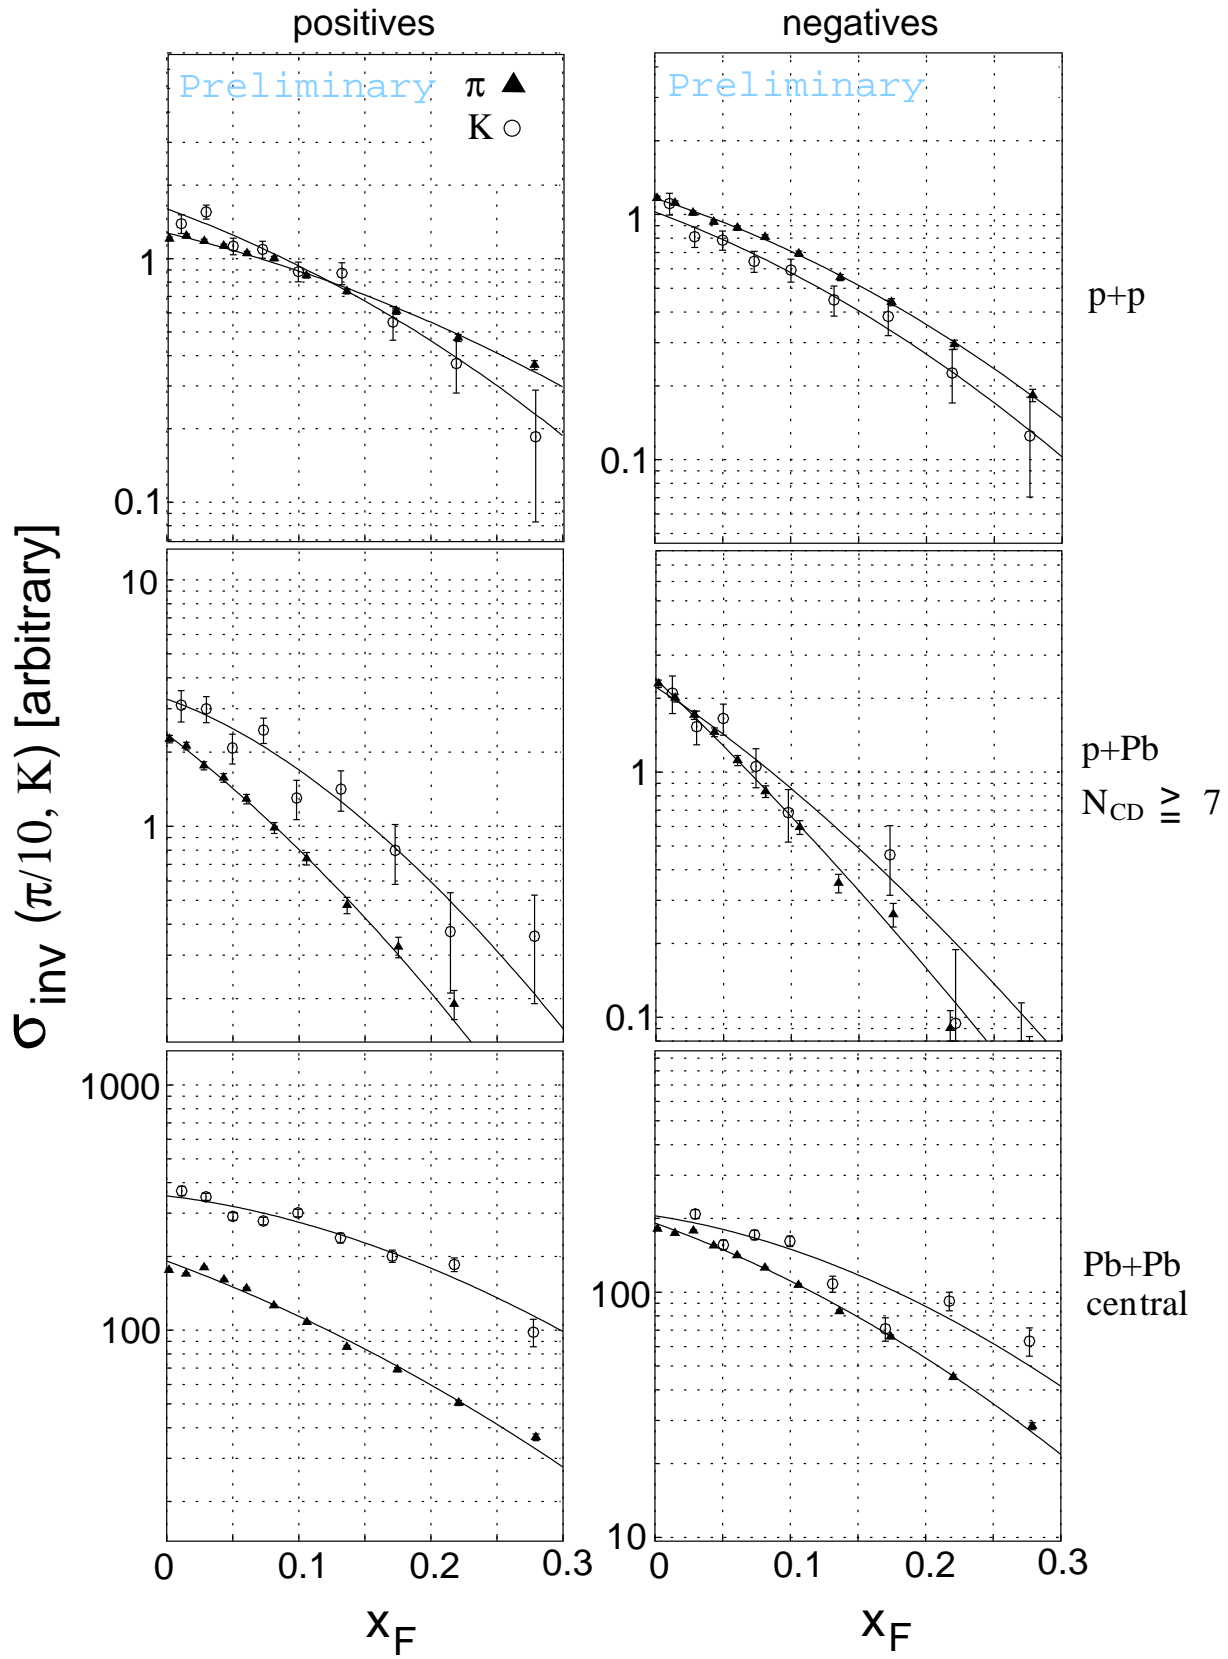 positives
negatives
Preliminary
π
K
Preliminary
1
0.1
1
0.1
p+p
σinv (π/10, K) [arbitrary]
10
1
1
0.1
p+Pb
NCD ≧ 7
1000
100
100
10
Pb+Pb
central
0 0.1 0.2 0.3
0 0.1 0.2 0.3
xF
xF